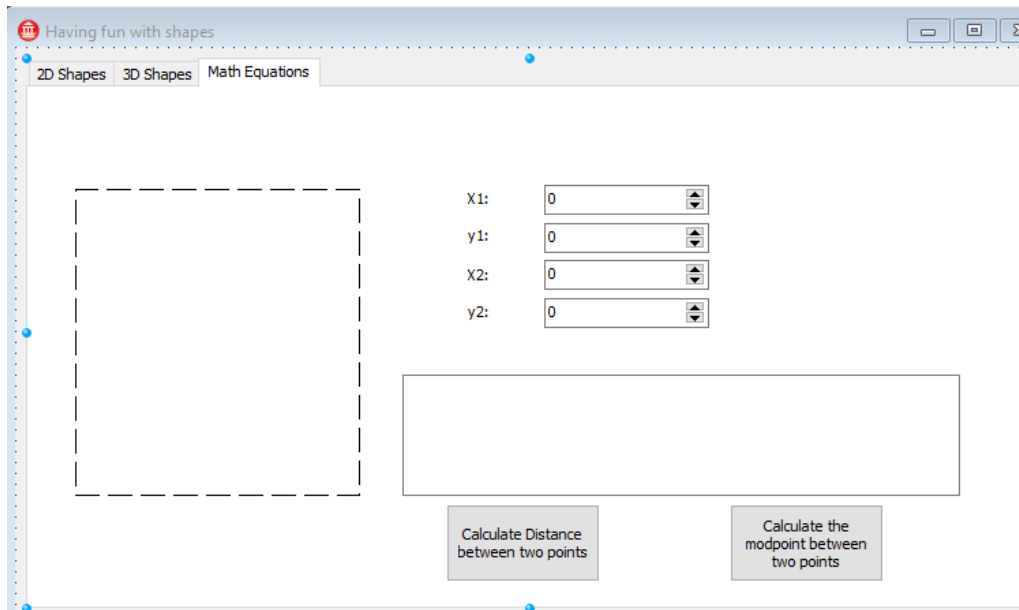 Having fun with shapes
2D Shapes 3D Shapes Math Equations
X1: 0
y1: 0
X2: 0
y2: 0
Calculate Distance
between two points
Calculate the
modpoint between
two points